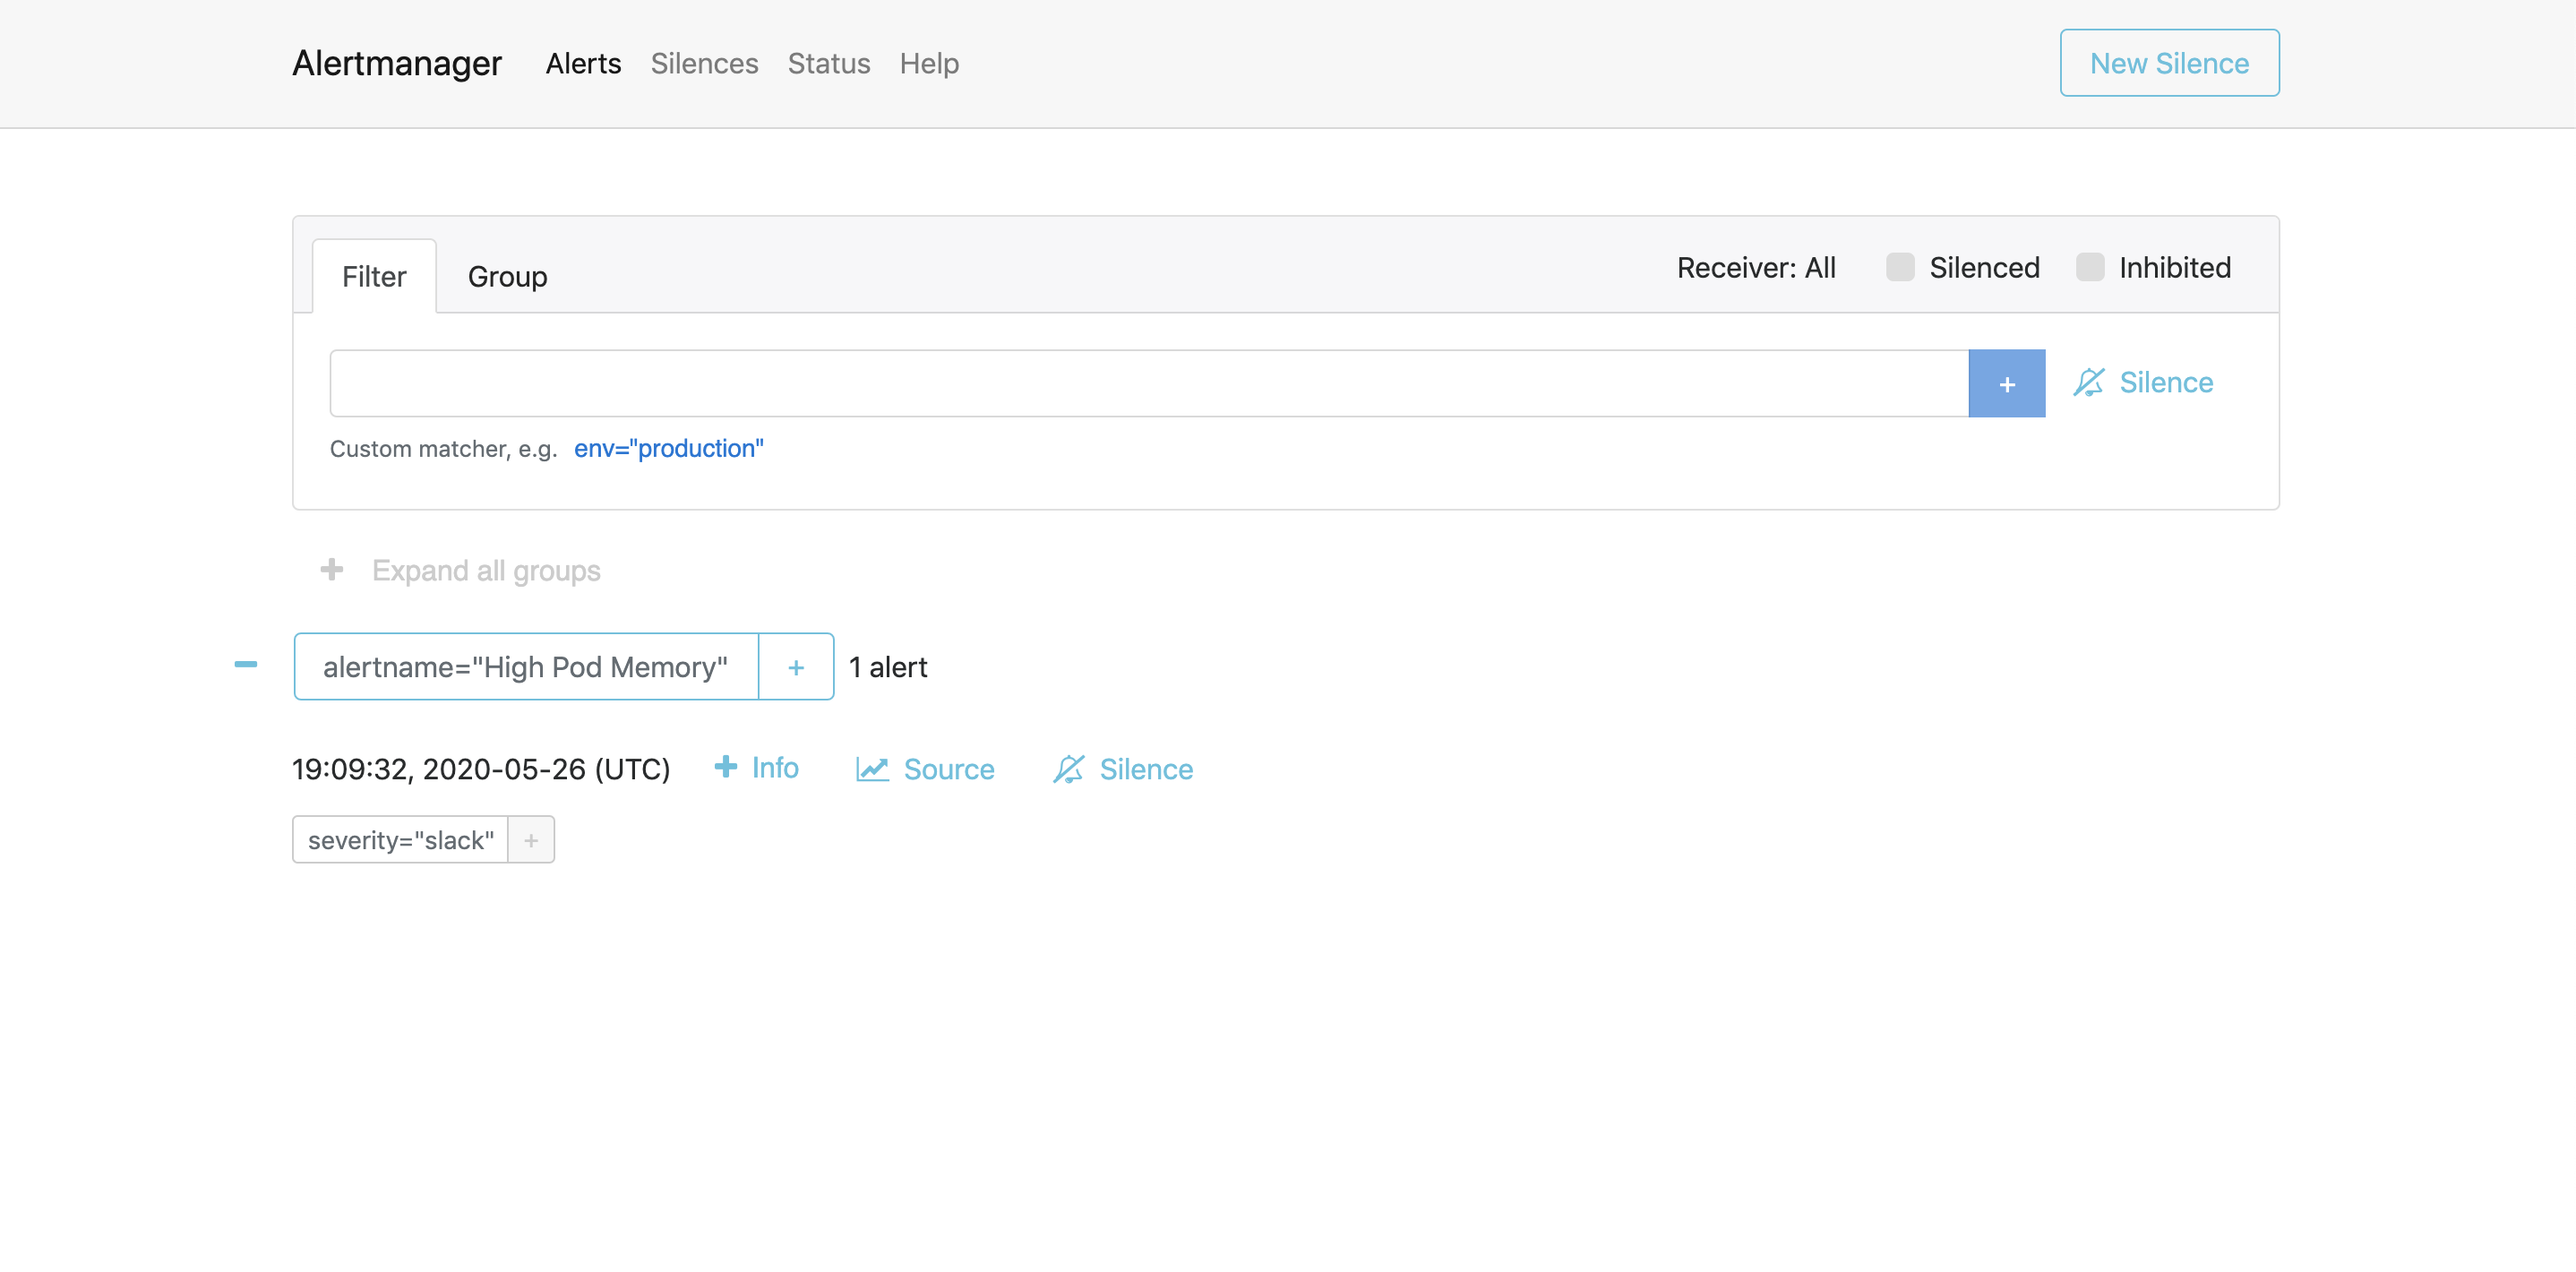 Alertmanager Alerts Silences Status Help New Silence
Filter Group Receiver: All Silenced Inhibited
+ Silence
Custom matcher, e.g. env="production"
+ Expand all groups
alertname="High Pod Memory" + 1 alert
19:09:32, 2020-05-26 (UTC) + Info Source Silence
severity="slack" +